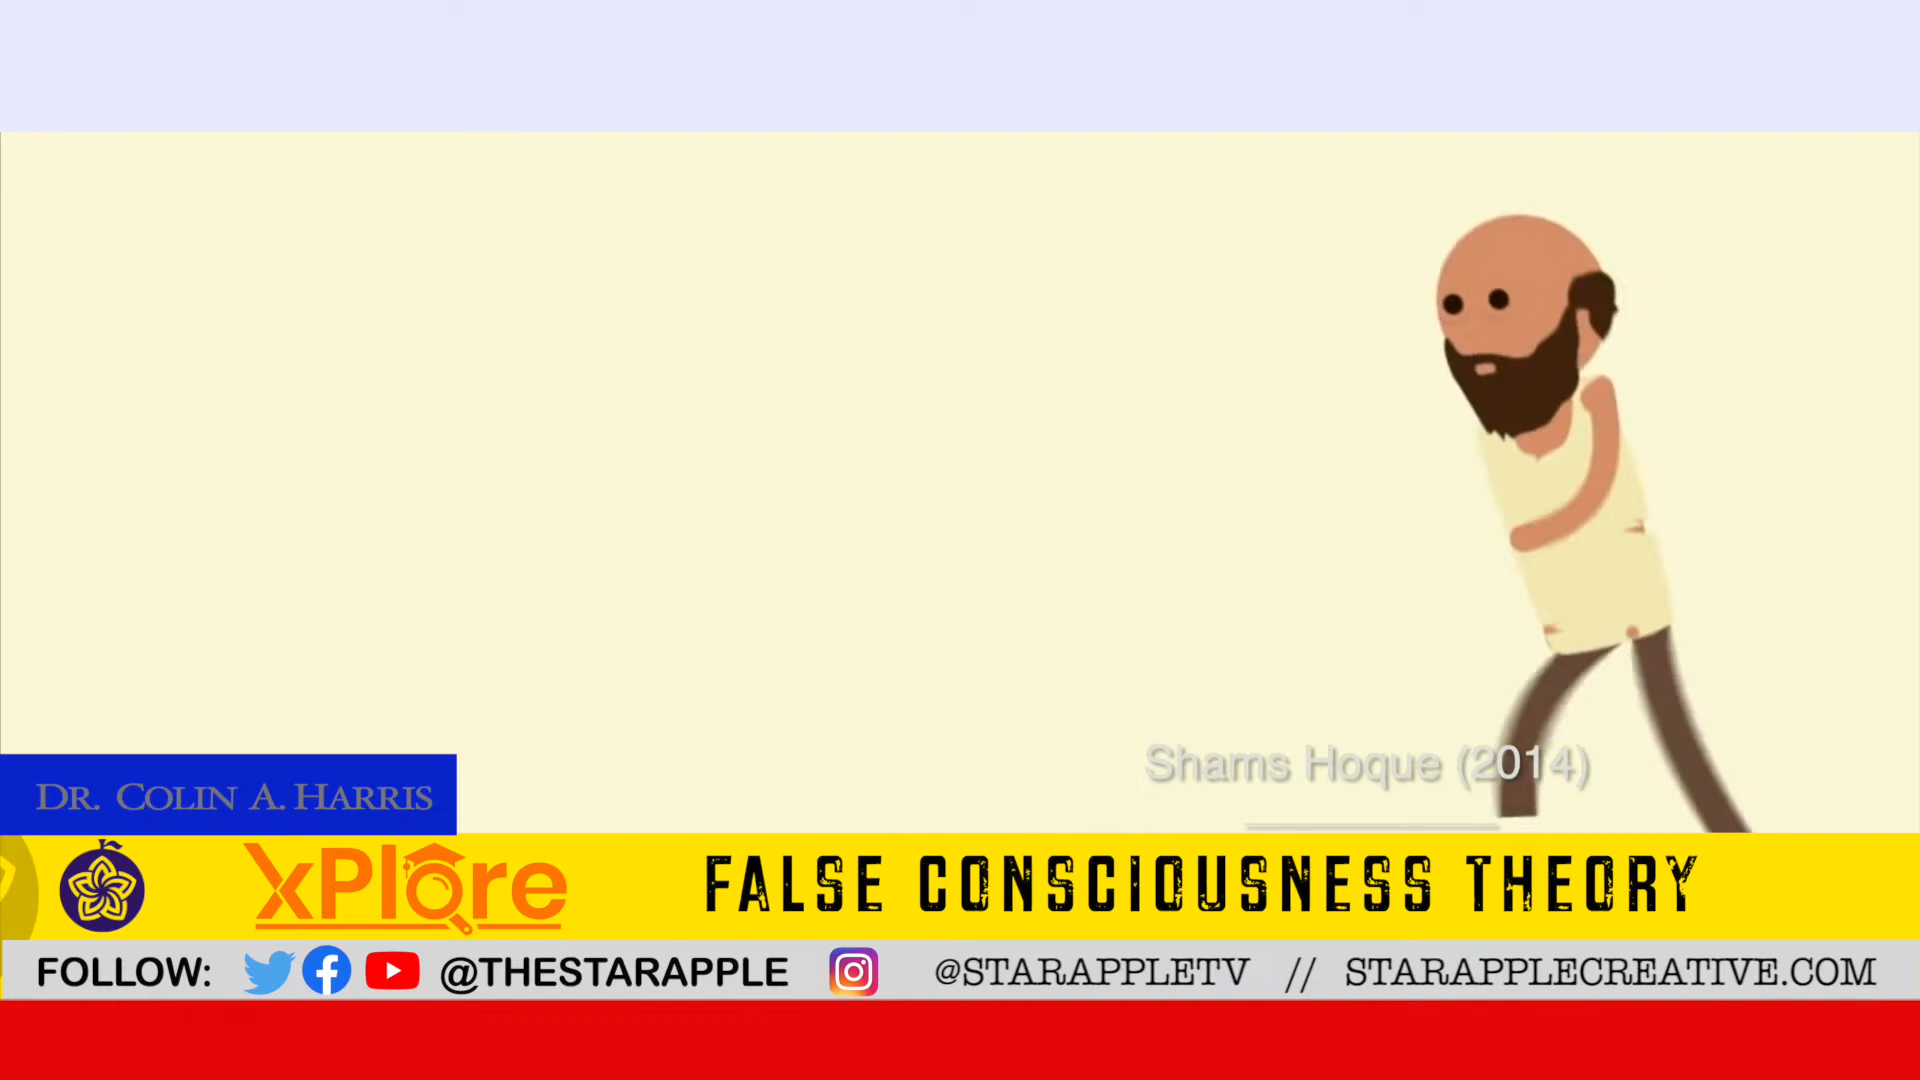 Shams Hoque (2014)
DR. COLIN A. HARRIS
xPlore
FALSE CONSCIOUSNESS THEORY
FOLLOW: @THESTARAPPLE @STARAPPLETV // STARAPPLECREATIVE.COM